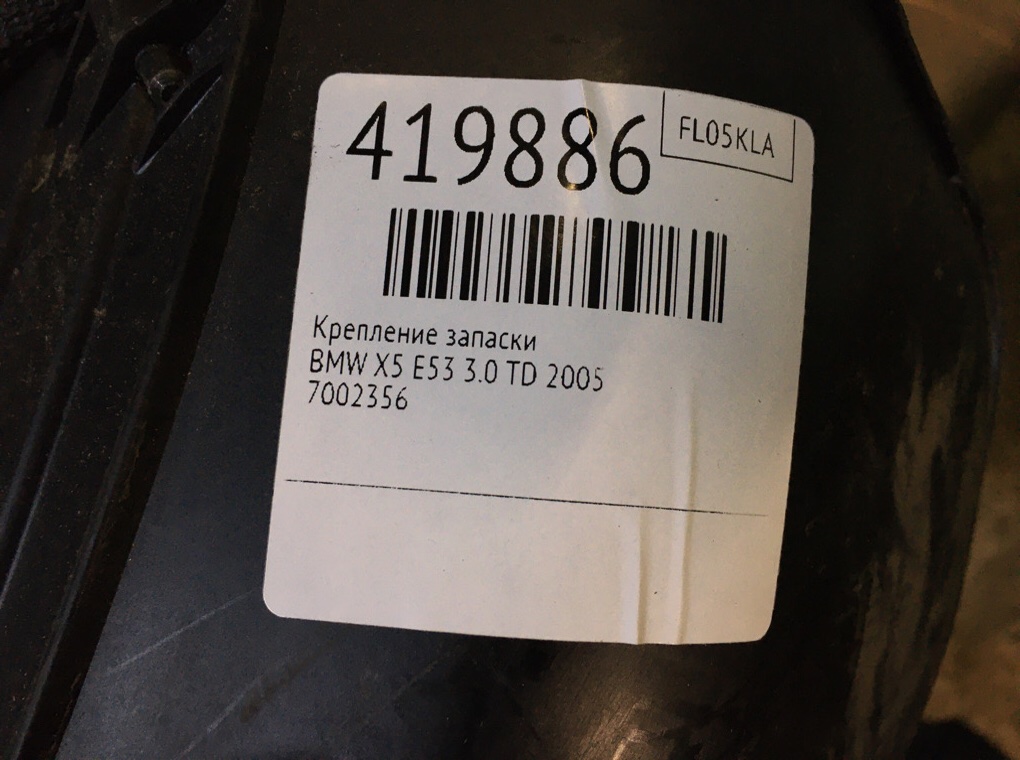 419886
FL05KLA
Крепление запаски
BMW X5 E53 3.0 TD 2005
7002356